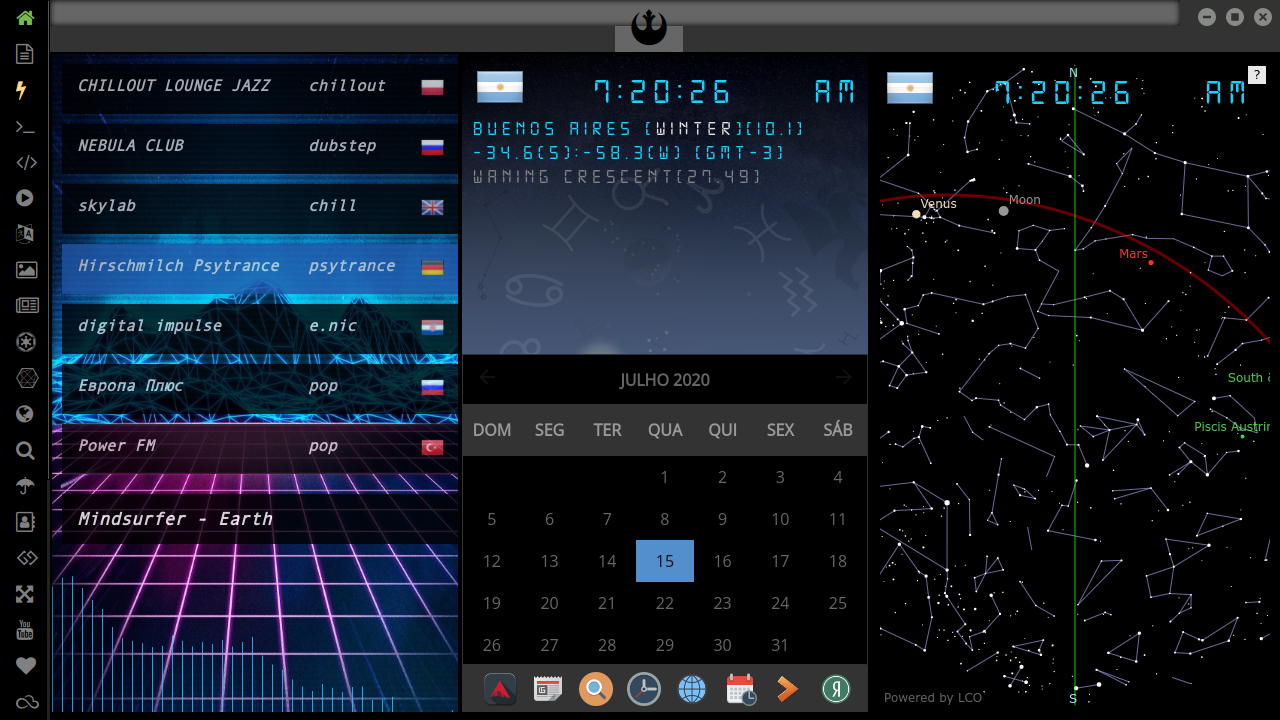 CHILLOUT LOUNGE JAZZ chillout
NEBULA CLUB dubstep
skylab chill
Hirschmilch Psytrance psytrance
digital impulse e.nic
Европа Плюс pop
Power FM pop
Mindsurfer - Earth
You
Tube
7:20:26 AM
BUENOS AIRES [WINTER][10.1]
-34.6(S):-58.3(W) [GMT-3]
WANING CRESCENT[27.49]
JULHO 2020
DOM SEG TER QUA QUI SEX SÁB
1 2 3 4
5 6 7 8 9 10 11
12 13 14 15 16 17 18
19 20 21 22 23 24 25
26 27 28 29 30 31
Я
N
?
7:20:26 AM
Venus
Moon
Mars
South
Piscis Austrin
Powered by LCO
S